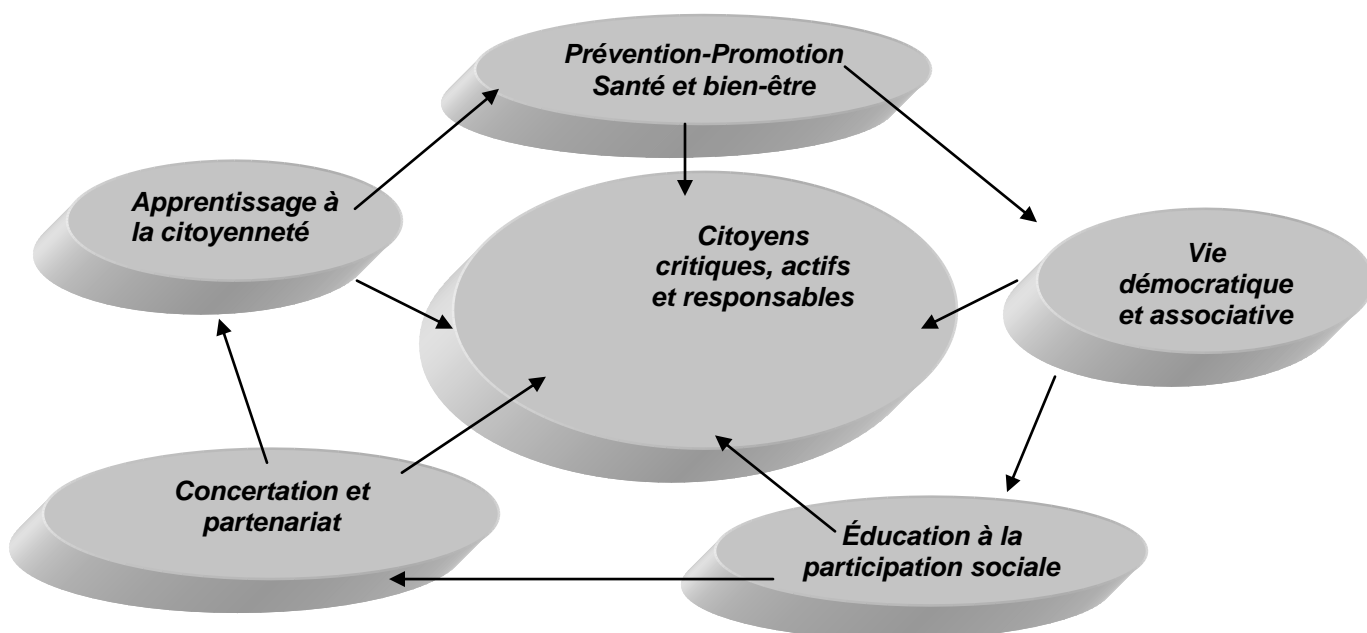 Prévention-Promotion
Santé et bien-être
Apprentissage à
la citoyenneté
Citoyens
critiques, actifs
et responsables
Vie
démocratique
et associative
Concertation et
partenariat
Éducation à la
participation sociale